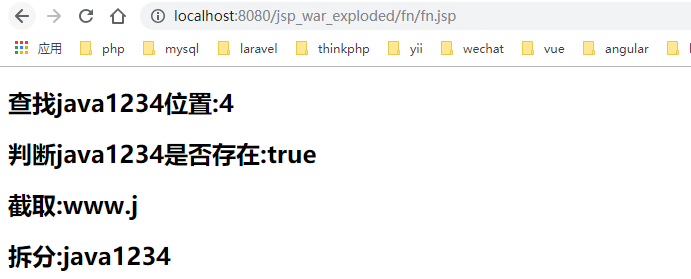 localhost:8080/jsp_war_exploded/fn/fn.jsp
应用 php mysql laravel thinkphp yii wechat vue angular
查找java1234位置:4
判断java1234是否存在:true
截取:www.j
拆分:java1234